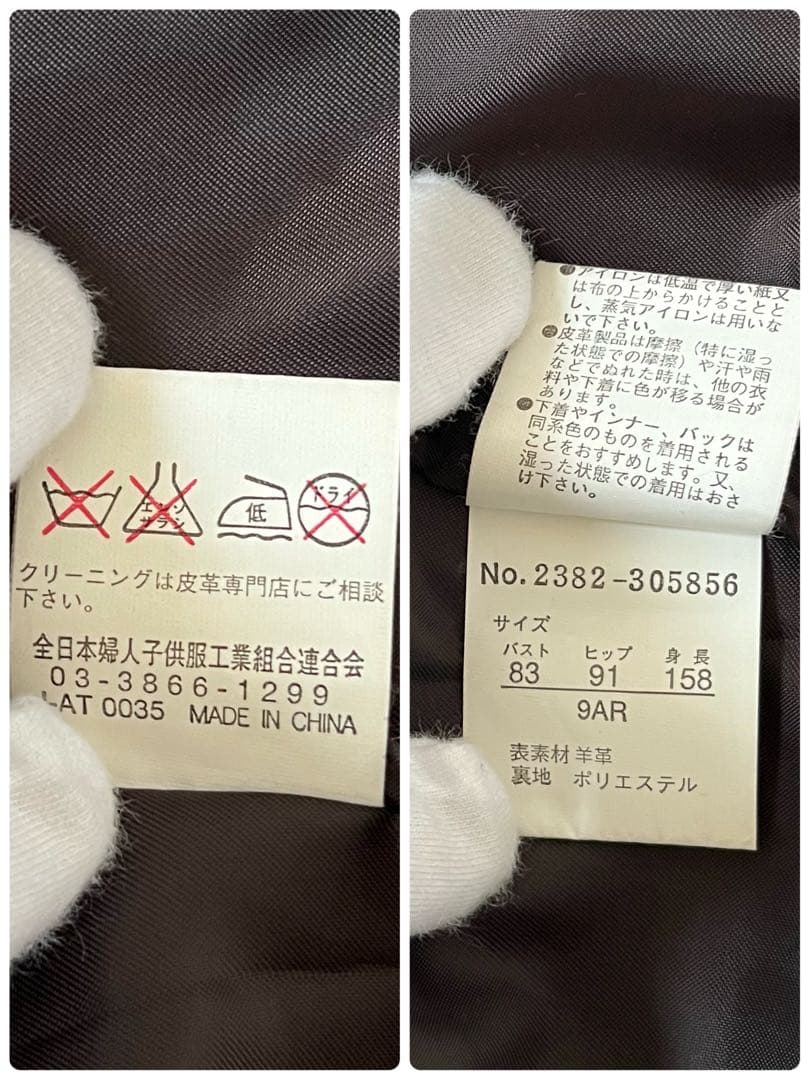 エンソ
サラシ
低
ドライ
クリーニングは皮革専門店にご相談
下さい。
全日本婦人子供服工業組合連合会
03-3866-1299
L-AT 0035 MADE IN CHINA
●アイロンは低温で厚い紙又
は布の上からかけることと
し、蒸気アイロンは用いな
いで下さい。
●皮革製品は摩擦（特に湿っ
た状態での摩擦）や汗や雨
などでぬれた時は、他の衣
料や下着に色が移る場合が
あります。
●下着やインナー、バックは
同系色のものを着用される
ことをおすすめします。又、
湿った状態での着用はおさ
け下さい。
No.2382-305856
サイズ
バスト ヒップ 身長
83 91 158
9AR
表素材 羊革
裏地 ポリエステル